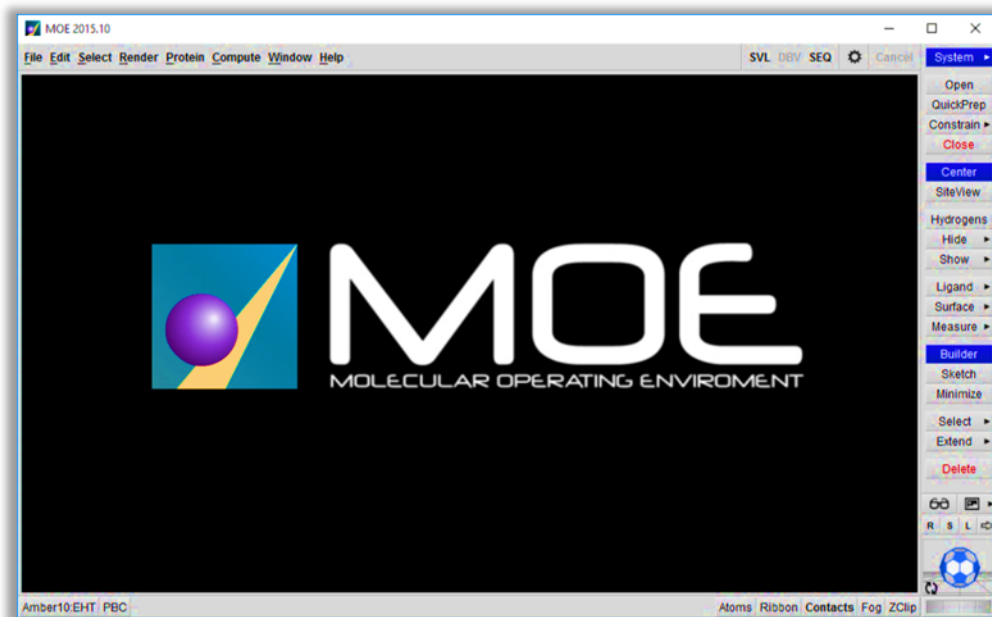 MOE 2015.10
File Edit Select Render Protein Compute Window Help
SVL DBV SEQ Cancel
System
Open
QuickPrep
Constrain
Close
Center
SiteView
Hydrogens
Hide
Show
Ligand
Surface
Measure
Builder
Sketch
Minimize
Select
Extend
Delete
R S L
MOE
MOLECULAR OPERATING ENVIROMENT
Amber10:EHT PBC
Atoms Ribbon Contacts Fog ZClip